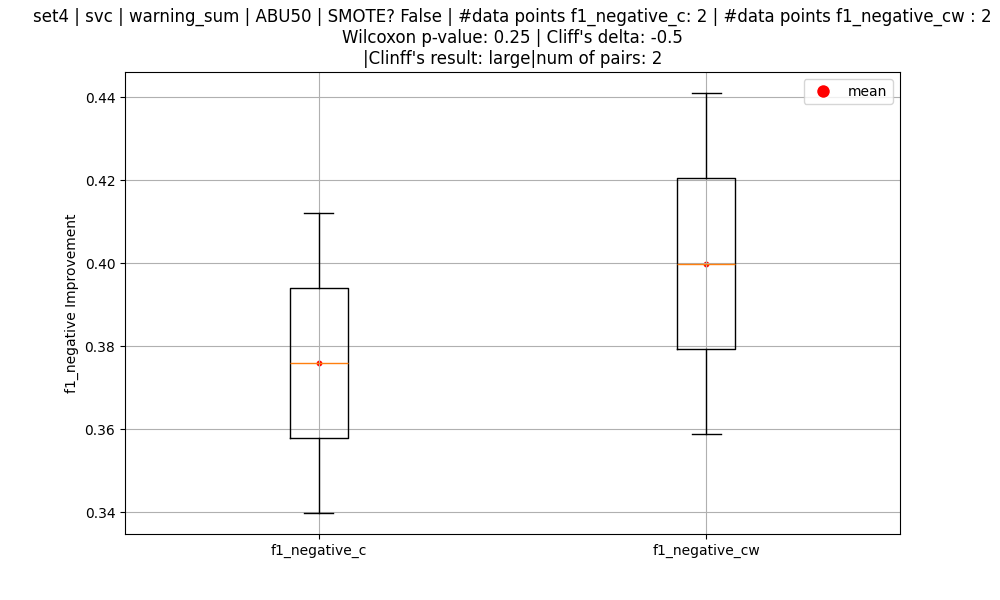 set4 | svc | warning_sum | ABU50 | SMOTE? False | #data points f1_negative_c: 2 | #data points f1_negative_cw : 2
Wilcoxon p-value: 0.25 | Cliff's delta: -0.5
|Clinff's result: large|num of pairs: 2
mean
0.44
0.42
0.40
0.38
0.36
0.34
f1_negative Improvement
f1_negative_c
f1_negative_cw